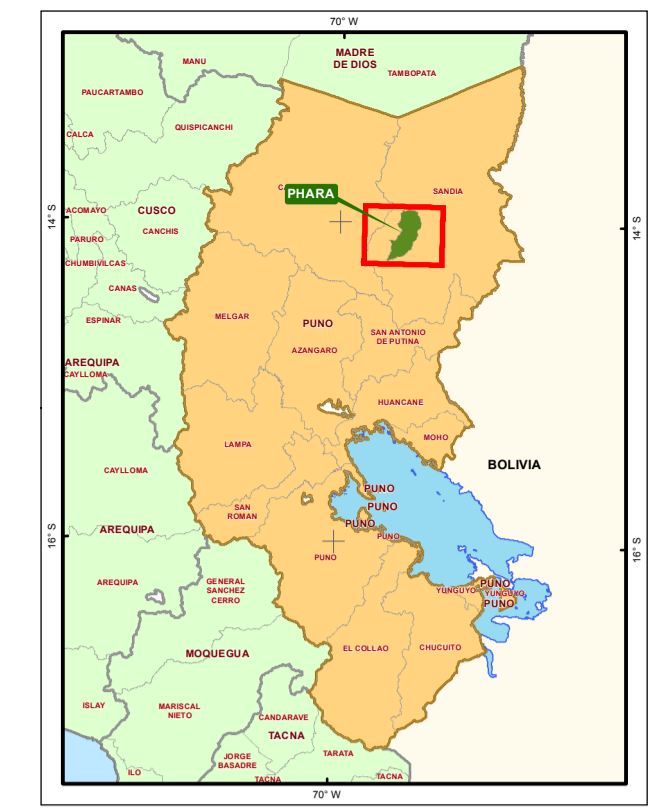 70° W
MADRE
DE DIOS
MANU
TAMBOPATA
PAUCARTAMBO
QUISPICANCHI
CALCA
PHARA
SANDIA
14° S
14° S
ACOMAYO
CUSCO
CANCHIS
PARURO
CHUMBIVILCAS
CANAS
ESPINAR
MELGAR
PUNO
AZANGARO
SAN ANTONIO
DE PUTINA
AREQUIPA
CAYLLOMA
HUANCANE
MOHO
LAMPA
BOLIVIA
CAYLLOMA
PUNO
PUNO
PUNO
PUNO
SAN
ROMAN
AREQUIPA
16° S
16° S
PUNO
AREQUIPA
GENERAL
SANCHEZ
CERRO
YUNGUYO
PUNO
YUNGUYO
PUNO
MOQUEGUA
EL COLLAO
CHUCUITO
ISLAY
MARISCAL
NIETO
CANDARAVE
TACNA
TARATA
JORGE
BASADRE
ILO
TACNA
TACNA
70° W